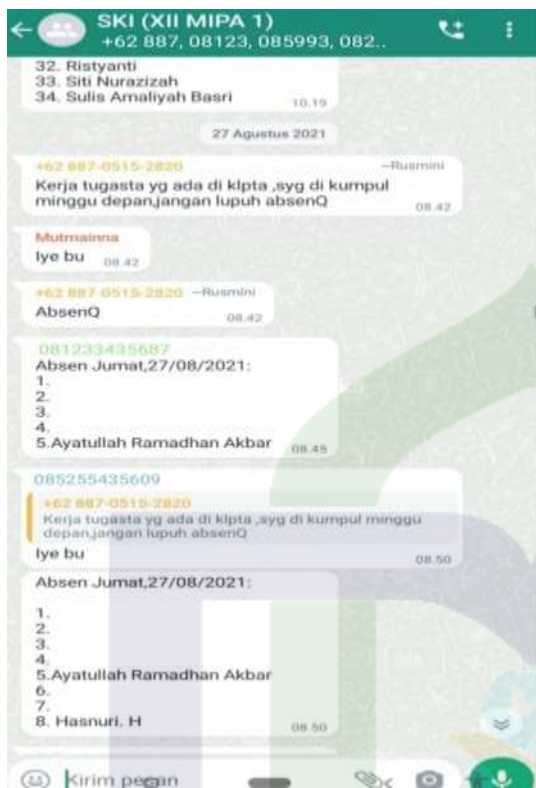 SKI (XII MIPA 1)
+62 887, 08123, 085993, 082..
32. Ristyanti
33. Siti Nurazizah
34. Sulis Amaliyah Basri
10.19
27 Agustus 2021
+62 887-0515-2820 ~Rusmini
Kerja tugasta yg ada di klpta ,syg di kumpul
minggu depan,jangan lupuh absenQ
08.42
Mutmainna
Iye bu 08.42
+62 887-0515-2820 ~Rusmini
AbsenQ
08.42
081233435687
Absen Jumat,27/08/2021:
1.
2.
3.
4.
5.Ayatullah Ramadhan Akbar 08.45
085255435609
+62 887-0515-2820
Kerja tugasta yg ada di klpta ,syg di kumpul minggu
depan,jangan lupuh absenQ
Iye bu
08.50
Absen Jumat,27/08/2021:
1.
2.
3.
4.
5.Ayatullah Ramadhan Akbar
6.
7.
8. Hasnuri. H 08.50
Kirim pesan